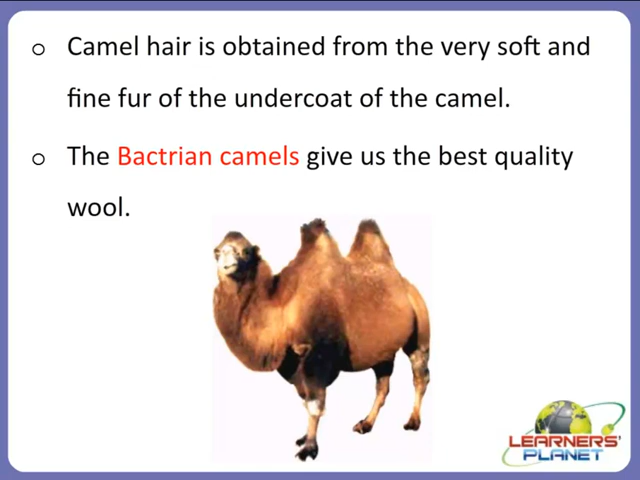 o Camel hair is obtained from the very soft and
fine fur of the undercoat of the camel.
o The Bactrian camels give us the best quality
wool.
LEARNERS'
PLANET